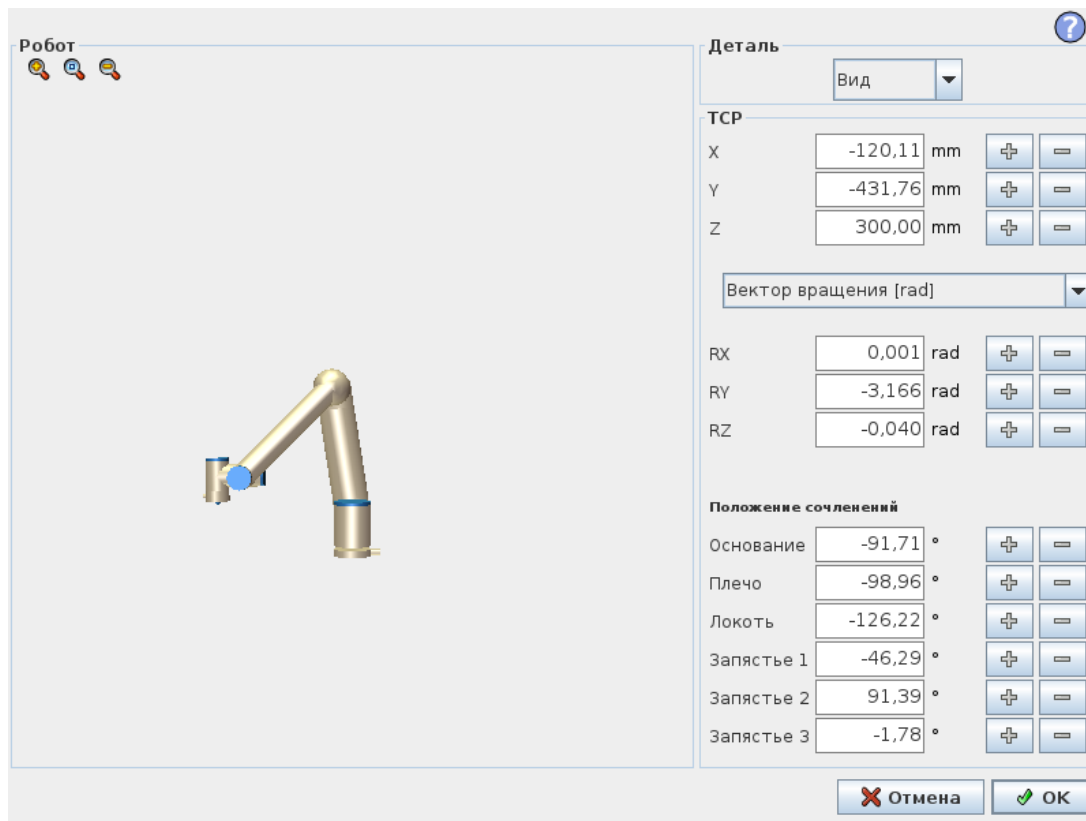 Робот
Деталь
Вид
TCP
X -120,11 mm
Y -431,76 mm
Z 300,00 mm
Вектор вращения [rad]
RX 0,001 rad
RY -3,166 rad
RZ -0,040 rad
Положение сочленений
Основание -91,71 °
Плечо -98,96 °
Локоть -126,22 °
Запястье 1 -46,29 °
Запястье 2 91,39 °
Запястье 3 -1,78 °
Отмена OK